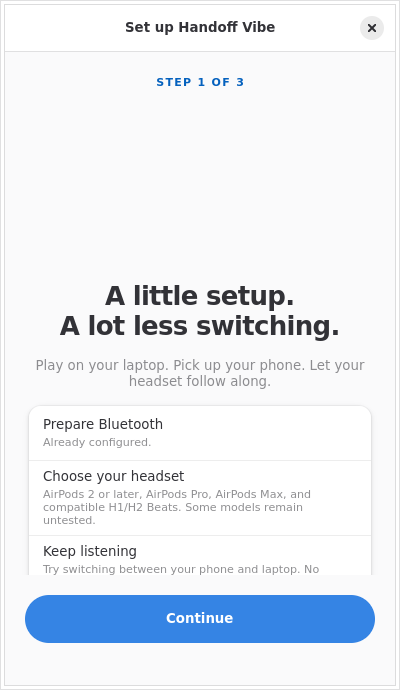 Set up Handoff Vibe
STEP 1 OF 3
A little setup.
A lot less switching.
Play on your laptop. Pick up your phone. Let your
headset follow along.
Prepare Bluetooth
Already configured.
Choose your headset
AirPods 2 or later, AirPods Pro, AirPods Max, and
compatible H1/H2 Beats. Some models remain
untested.
Keep listening
Try switching between your phone and laptop. No
Continue